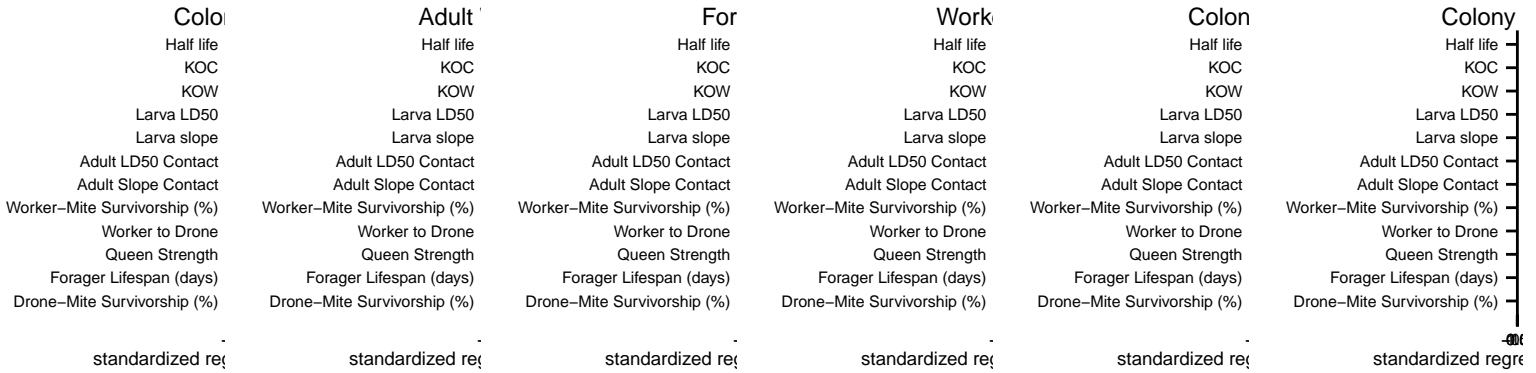 Colo Adult For Work Colon Colony
Half life Half life Half life Half life Half life Half life
KOC KOC KOC KOC KOC KOC
KOW KOW KOW KOW KOW KOW
Larva LD50 Larva LD50 Larva LD50 Larva LD50 Larva LD50 Larva LD50
Larva slope Larva slope Larva slope Larva slope Larva slope Larva slope
Adult LD50 Contact Adult LD50 Contact Adult LD50 Contact Adult LD50 Contact Adult LD50 Contact Adult LD50 Contact
Adult Slope Contact Adult Slope Contact Adult Slope Contact Adult Slope Contact Adult Slope Contact Adult Slope Contact
Worker−Mite Survivorship (%) Worker−Mite Survivorship (%) Worker−Mite Survivorship (%) Worker−Mite Survivorship (%) Worker−Mite Survivorship (%) Worker−Mite Survivorship (%)
Worker to Drone Worker to Drone Worker to Drone Worker to Drone Worker to Drone Worker to Drone
Queen Strength Queen Strength Queen Strength Queen Strength Queen Strength Queen Strength
Forager Lifespan (days) Forager Lifespan (days) Forager Lifespan (days) Forager Lifespan (days) Forager Lifespan (days) Forager Lifespan (days)
Drone−Mite Survivorship (%) Drone−Mite Survivorship (%) Drone−Mite Survivorship (%) Drone−Mite Survivorship (%) Drone−Mite Survivorship (%) Drone−Mite Survivorship (%)
standardized reg standardized reg standardized reg standardized reg standardized reg standardized regre